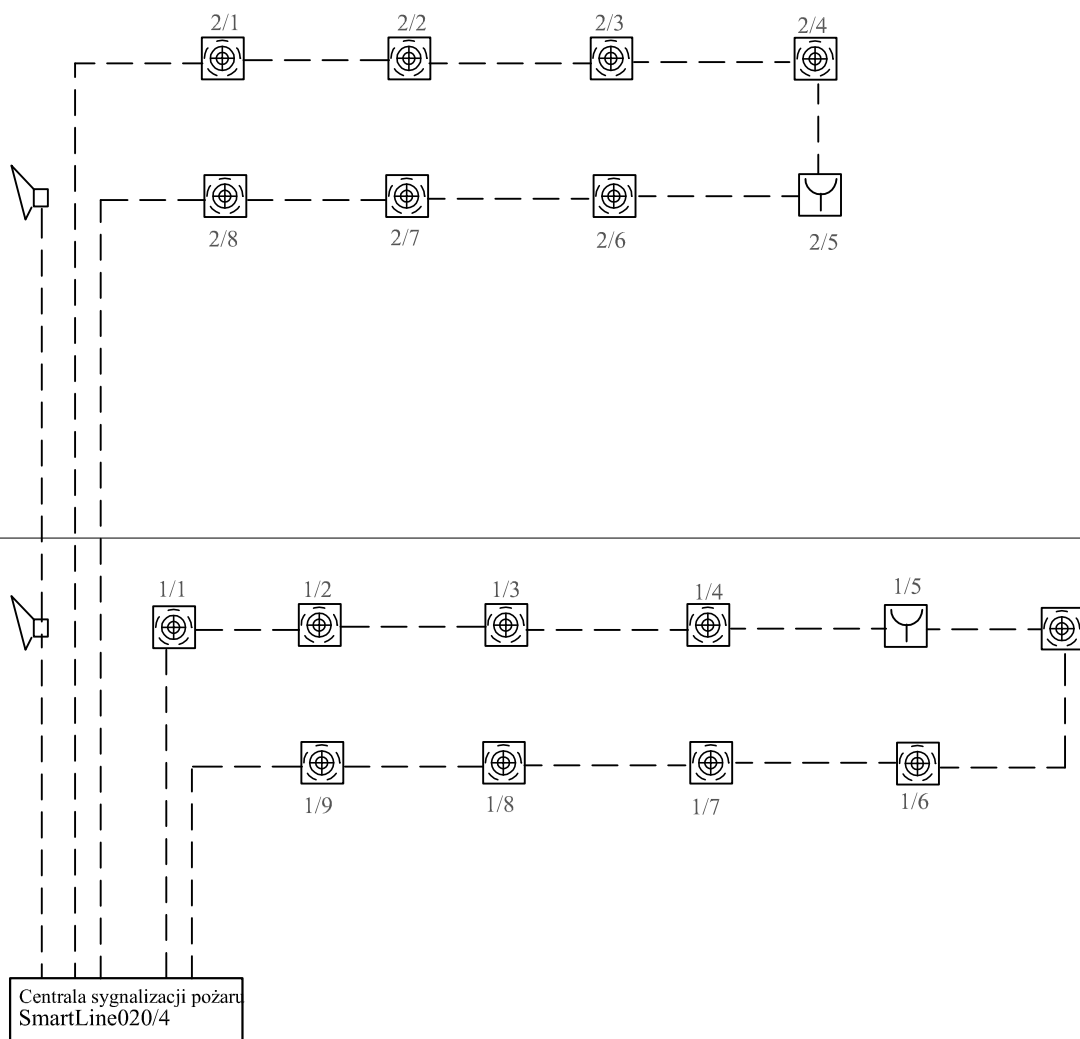 2/1 2/2 2/3 2/4
2/8 2/7 2/6 2/5
1/1 1/2 1/3 1/4 1/5
1/9 1/8 1/7 1/6
Centrala sygnalizacji pożaru
SmartLine020/4